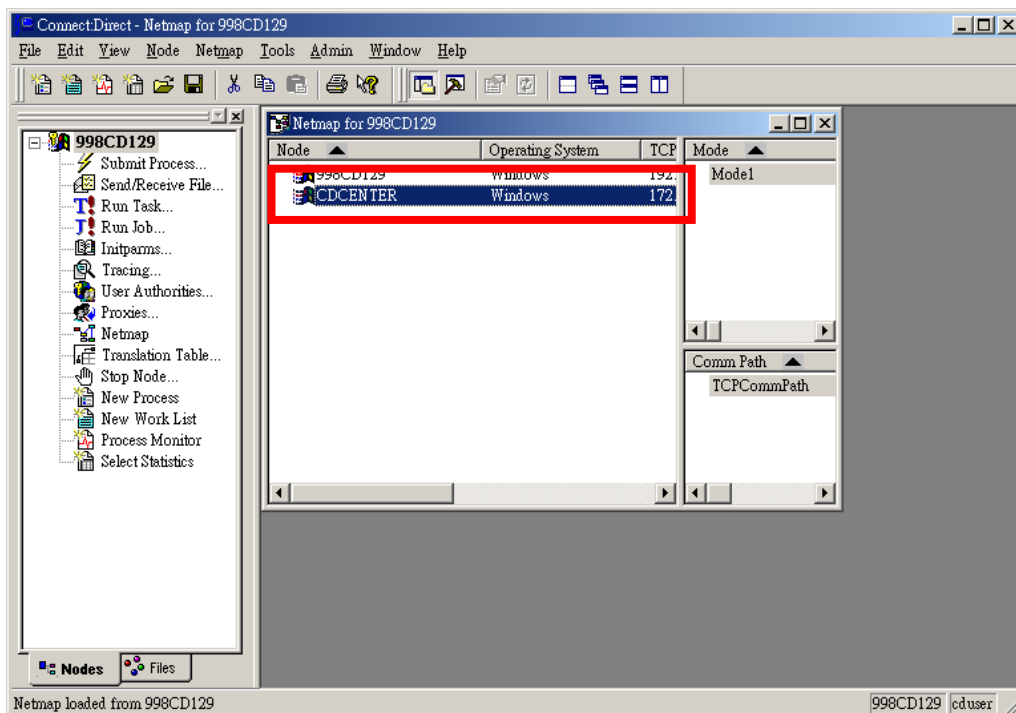 Connect:Direct - Netmap for 998CD129
File Edit View Node Netmap Tools Admin Window Help
998CD129
Submit Process...
Send/Receive File...
Run Task...
Run Job...
Initparms...
Tracing...
User Authorities...
Proxies...
Netmap
Translation Table...
Stop Node...
New Process
New Work List
Process Monitor
Select Statistics
Nodes Files
Netmap for 998CD129
Node Operating System TCP
998CD129 Windows 192.
CDCENTER Windows 172.
Mode
Mode1
Comm Path
TCPCommPath
Netmap loaded from 998CD129
998CD129 cduser